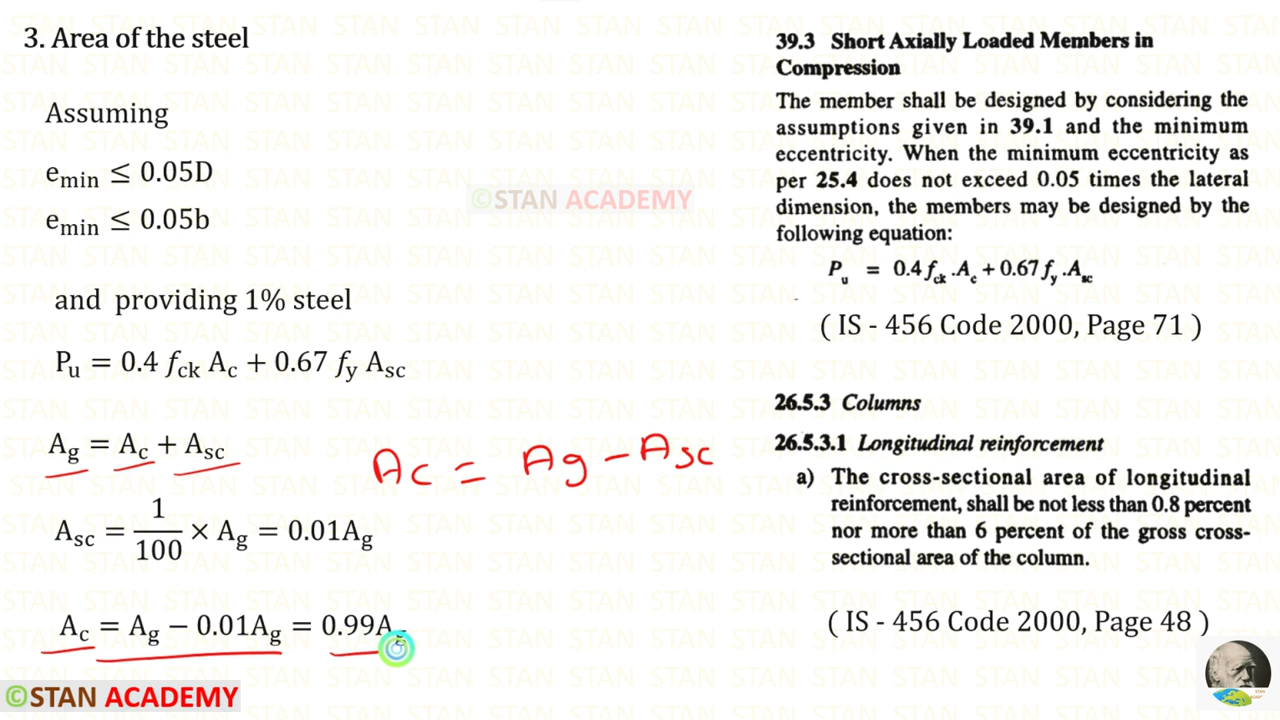 3. Area of the steel
Assuming
e_min ≤ 0.05D
e_min ≤ 0.05b
and providing 1% steel
P_u = 0.4 f_ck A_c + 0.67 f_y A_sc
A_g = A_c + A_sc
Ac = Ag - Asc
A_sc = 1/100 × A_g = 0.01A_g
A_c = A_g − 0.01A_g = 0.99A_g
©STAN ACADEMY
39.3 Short Axially Loaded Members in
Compression
The member shall be designed by considering the
assumptions given in 39.1 and the minimum
eccentricity. When the minimum eccentricity as
per 25.4 does not exceed 0.05 times the lateral
dimension, the members may be designed by the
following equation:
P_u = 0.4 f_ck .A_c + 0.67 f_y .A_sc
( IS - 456 Code 2000, Page 71 )
26.5.3 Columns
26.5.3.1 Longitudinal reinforcement
a) The cross-sectional area of longitudinal
reinforcement, shall be not less than 0.8 percent
nor more than 6 percent of the gross cross-
sectional area of the column.
( IS - 456 Code 2000, Page 48 )
©STAN ACADEMY